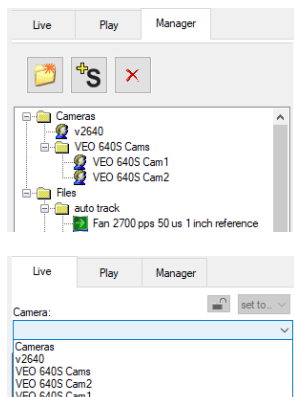 Live Play Manager
+S
Cameras
v2640
VEO 640S Cams
VEO 640S Cam1
VEO 640S Cam2
Files
auto track
Fan 2700 pps 50 us 1 inch reference
Live Play Manager
Camera: set to..
Cameras
v2640
VEO 640S Cams
VEO 640S Cam2
VEO 640S Cam1